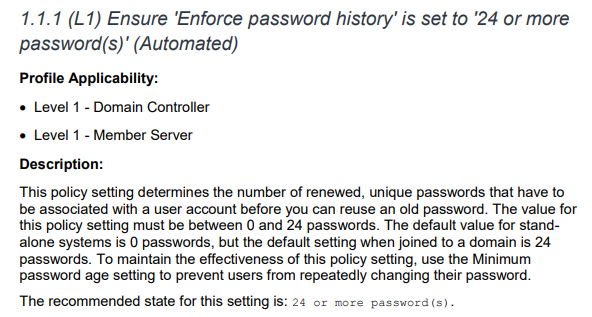 1.1.1 (L1) Ensure 'Enforce password history' is set to '24 or more
password(s)' (Automated)
Profile Applicability:
• Level 1 - Domain Controller
• Level 1 - Member Server
Description:
This policy setting determines the number of renewed, unique passwords that have to
be associated with a user account before you can reuse an old password. The value for
this policy setting must be between 0 and 24 passwords. The default value for stand-
alone systems is 0 passwords, but the default setting when joined to a domain is 24
passwords. To maintain the effectiveness of this policy setting, use the Minimum
password age setting to prevent users from repeatedly changing their password.
The recommended state for this setting is: 24 or more password(s).